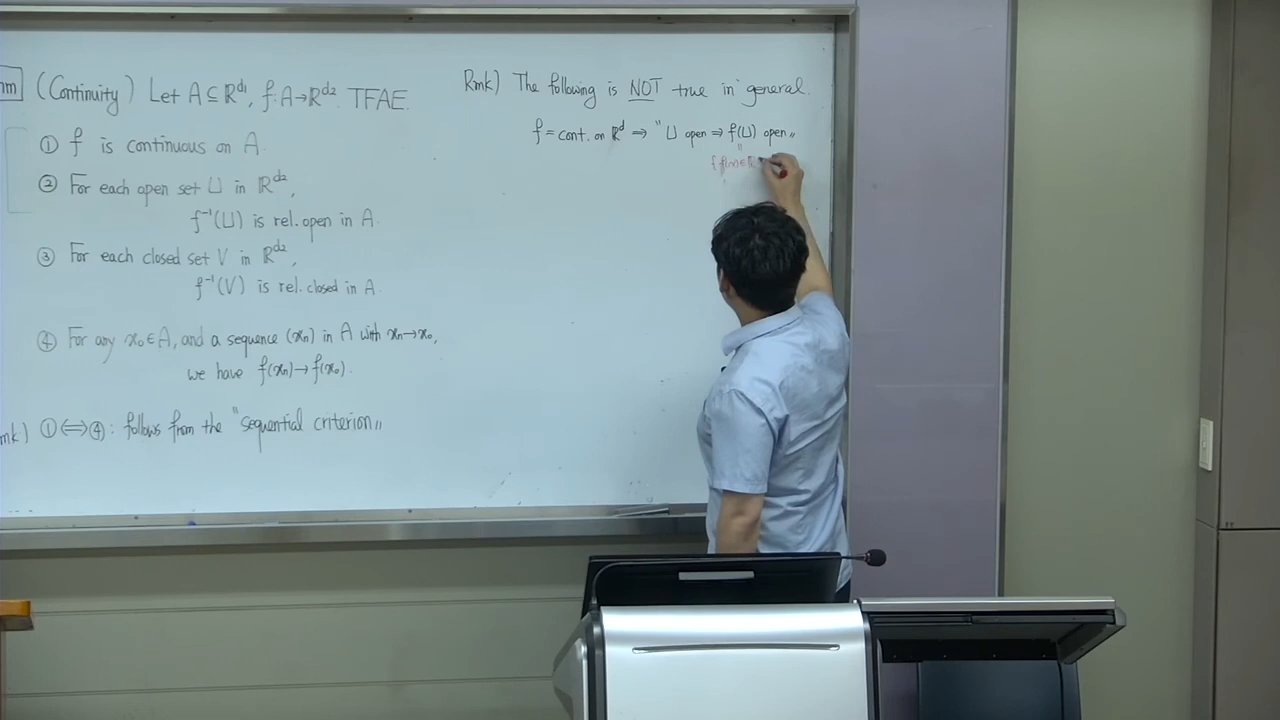 (Continuity) Let A ⊆ ℝ^d₁, f: A → ℝ^d₂. TFAE.
① f is continuous on A.
② For each open set U in ℝ^d₂,
f⁻¹(U) is rel. open in A.
③ For each closed set V in ℝ^d₂,
f⁻¹(V) is rel. closed in A.
④ For any x₀ ∈ A, and a sequence (xₙ) in A with xₙ → x₀,
we have f(xₙ) → f(x₀).
mk) ① ⟺ ④ : follows from the "sequential criterion"
Rmk) The following is NOT true in general.
f = cont. on ℝ^d ⇒ "U open ⇒ f(U) open"
=
{f(x) ∈ ℝ